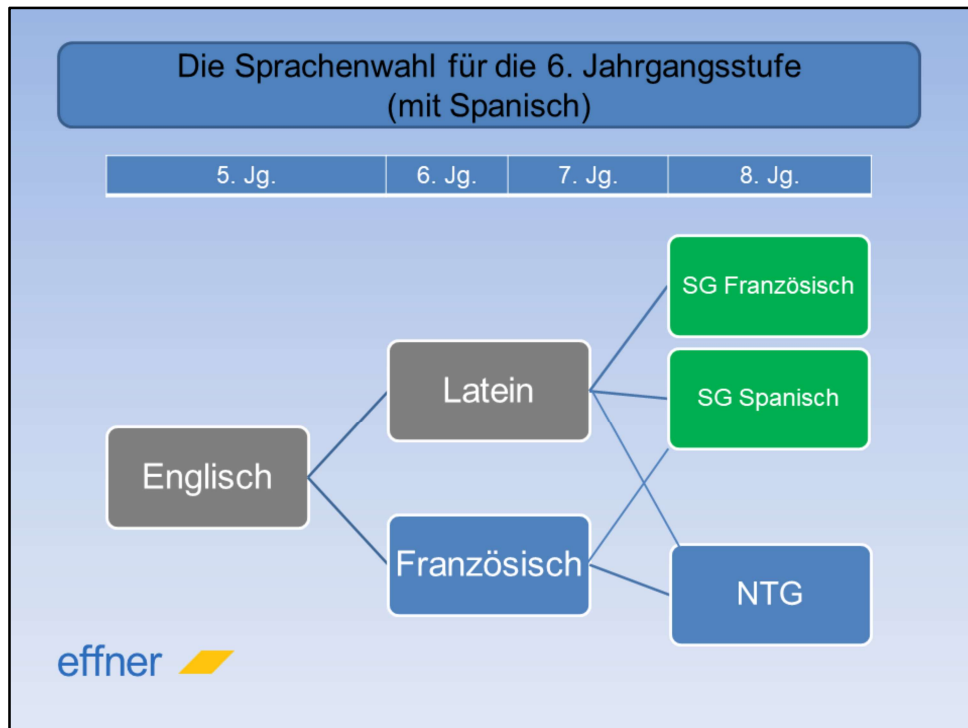 Die Sprachenwahl für die 6. Jahrgangsstufe
(mit Spanisch)
5. Jg.
6. Jg.
7. Jg.
8. Jg.
SG Französisch
Latein
SG Spanisch
Englisch
Französisch
NTG
effner